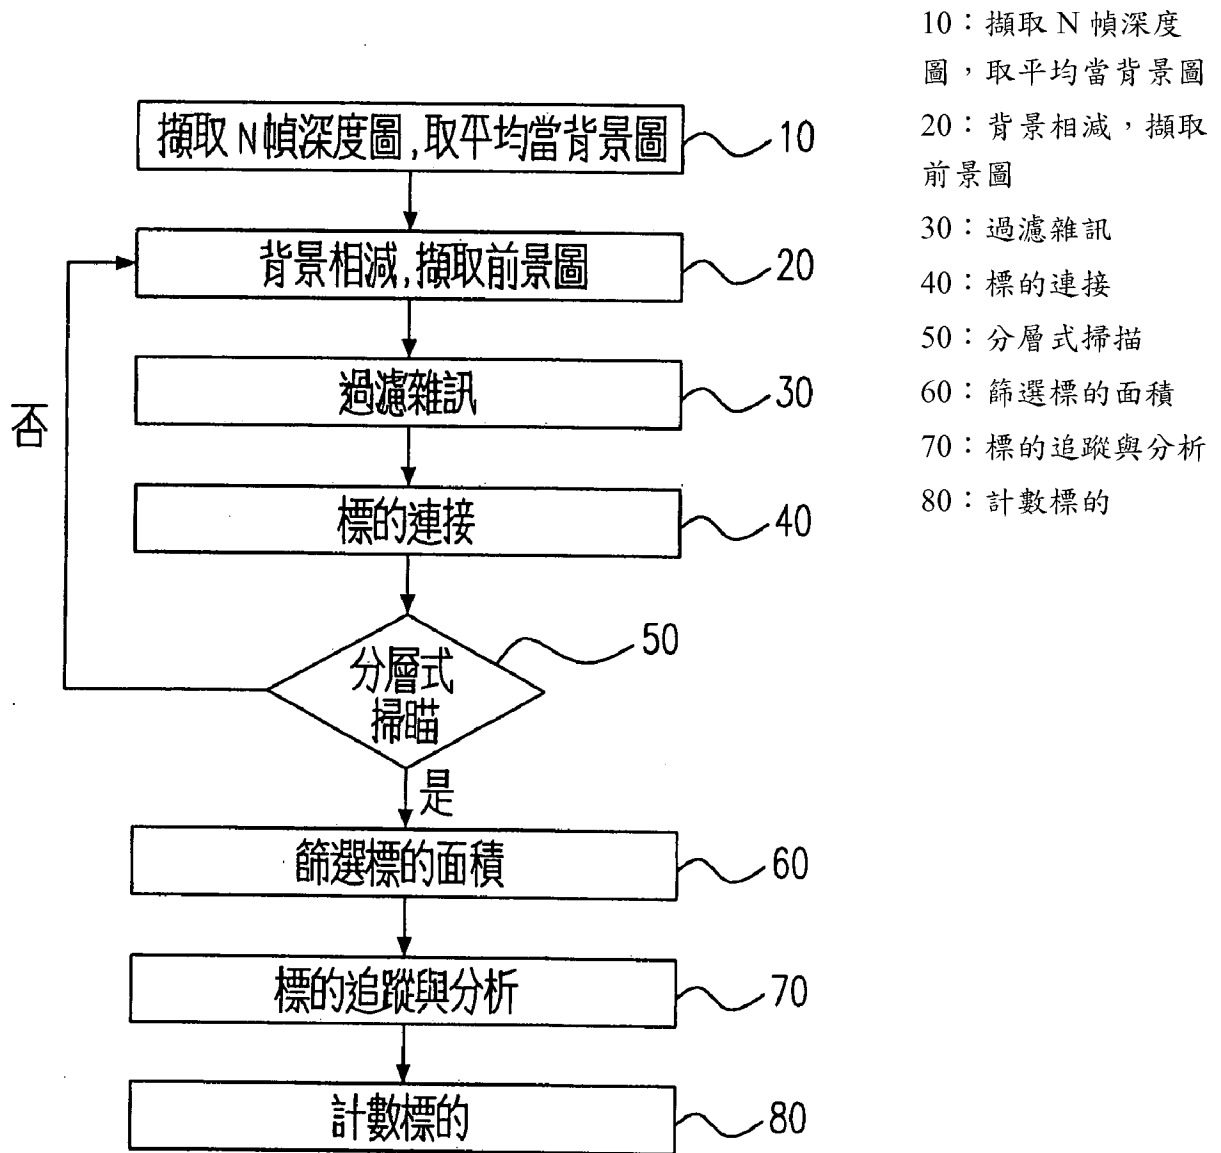 擷取N幀深度圖,取平均當背景圖
10
背景相減,擷取前景圖
20
過濾雜訊
30
標的連接
40
分層式
掃瞄
50
否
是
篩選標的面積
60
標的追蹤與分析
70
計數標的
80
10：擷取 N 幀深度
圖，取平均當背景圖
20：背景相減，擷取
前景圖
30：過濾雜訊
40：標的連接
50：分層式掃描
60：篩選標的面積
70：標的追蹤與分析
80：計數標的